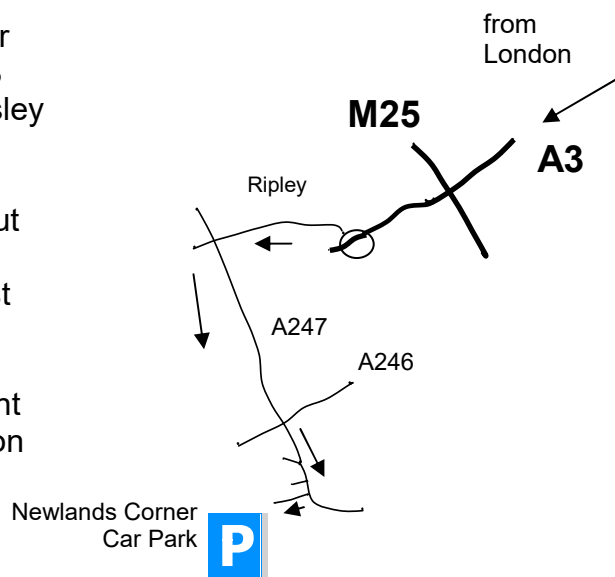 from
London
M25
A3
Ripley
A247
A246
Newlands Corner
Car Park
P